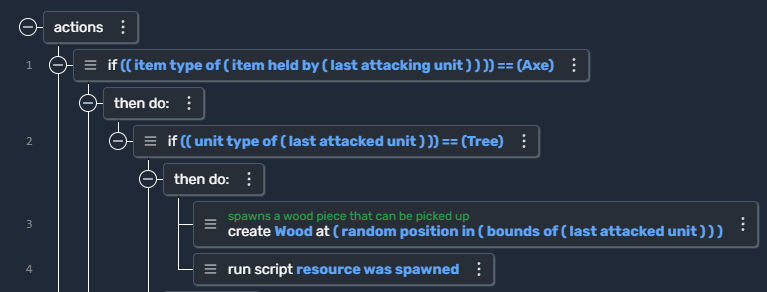 actions
1 if (( item type of ( item held by ( last attacking unit ) ) )) == (Axe)
then do:
2 if (( unit type of ( last attacked unit ) )) == (Tree)
then do:
spawns a wood piece that can be picked up
3 create Wood at ( random position in ( bounds of ( last attacked unit ) ) )
4 run script resource was spawned